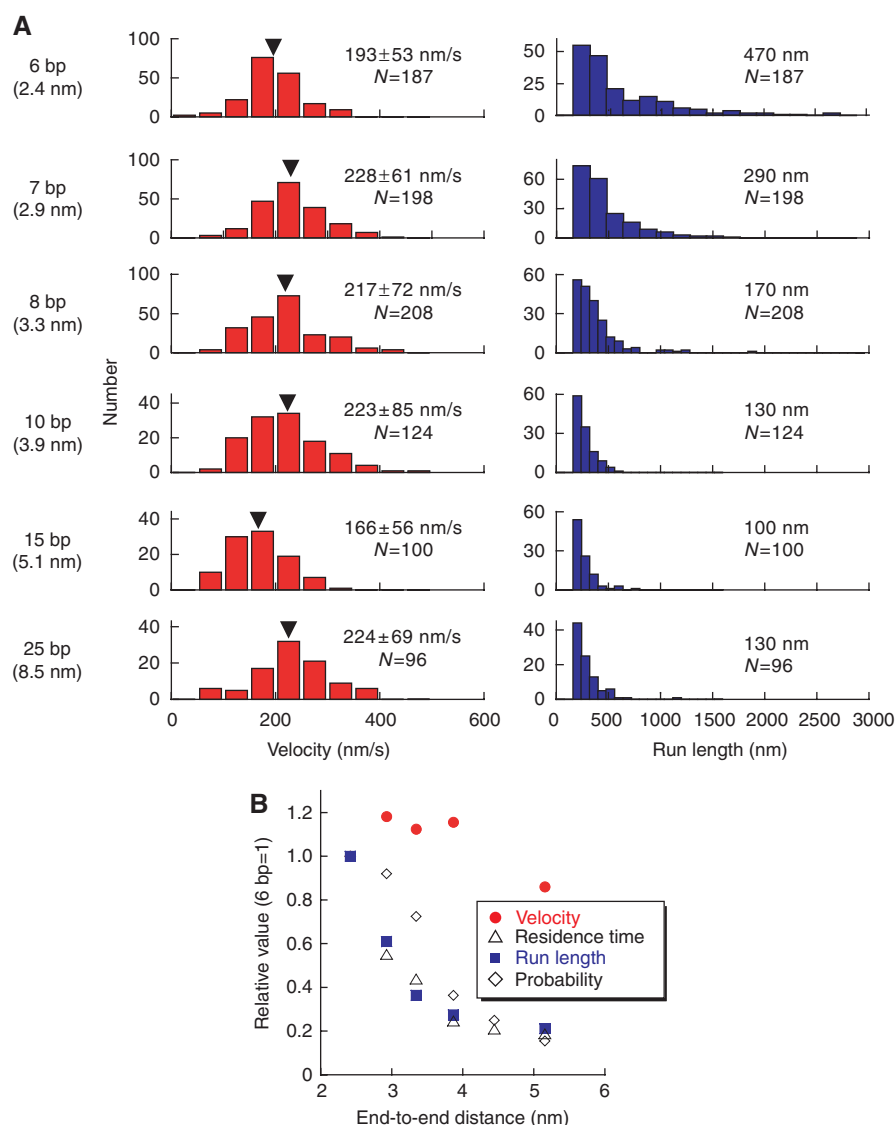 A
6 bp
(2.4 nm)
100
50
0
193±53 nm/s
N=187
50
25
0
470 nm
N=187
7 bp
(2.9 nm)
100
50
0
228±61 nm/s
N=198
60
30
0
290 nm
N=198
8 bp
(3.3 nm)
100
50
0
217±72 nm/s
N=208
60
30
0
170 nm
N=208
Number
10 bp
(3.9 nm)
40
20
0
223±85 nm/s
N=124
60
30
0
130 nm
N=124
15 bp
(5.1 nm)
40
20
0
166±56 nm/s
N=100
60
30
0
100 nm
N=100
25 bp
(8.5 nm)
40
20
0
224±69 nm/s
N=96
40
20
0
130 nm
N=96
0 200 400 600
Velocity (nm/s)
0 500 1000 1500 2000 2500 3000
Run length (nm)
B
Relative value (6 bp=1)
1.2
1.0
0.8
0.6
0.4
0.2
0
Velocity
Residence time
Run length
Probability
2 3 4 5 6
End-to-end distance (nm)